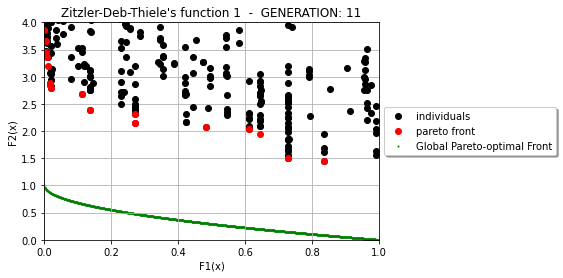 Zitzler-Deb-Thiele's function 1 - GENERATION: 11
4.0
3.5
3.0
2.5
2.0
1.5
1.0
0.5
0.0
F2(x)
0.0 0.2 0.4 0.6 0.8 1.0
F1(x)
individuals
pareto front
Global Pareto-optimal Front